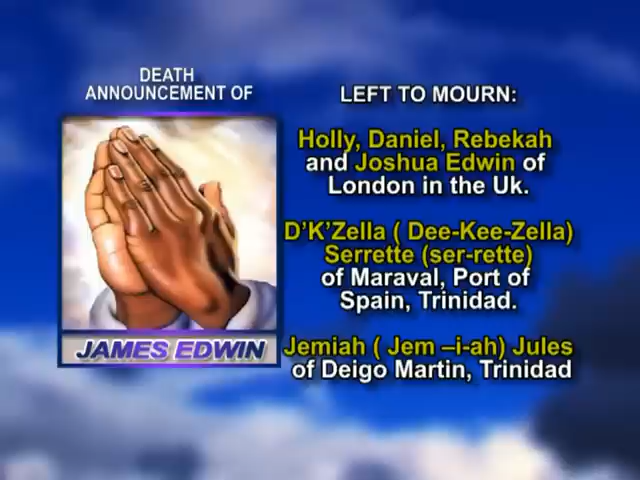 DEATH
ANNOUNCEMENT OF
JAMES EDWIN
LEFT TO MOURN:
Holly, Daniel, Rebekah
and Joshua Edwin of
London in the Uk.
D'K'Zella ( Dee-Kee-Zella)
Serrette (ser-rette)
of Maraval, Port of
Spain, Trinidad.
Jemiah ( Jem –i-ah) Jules
of Deigo Martin, Trinidad